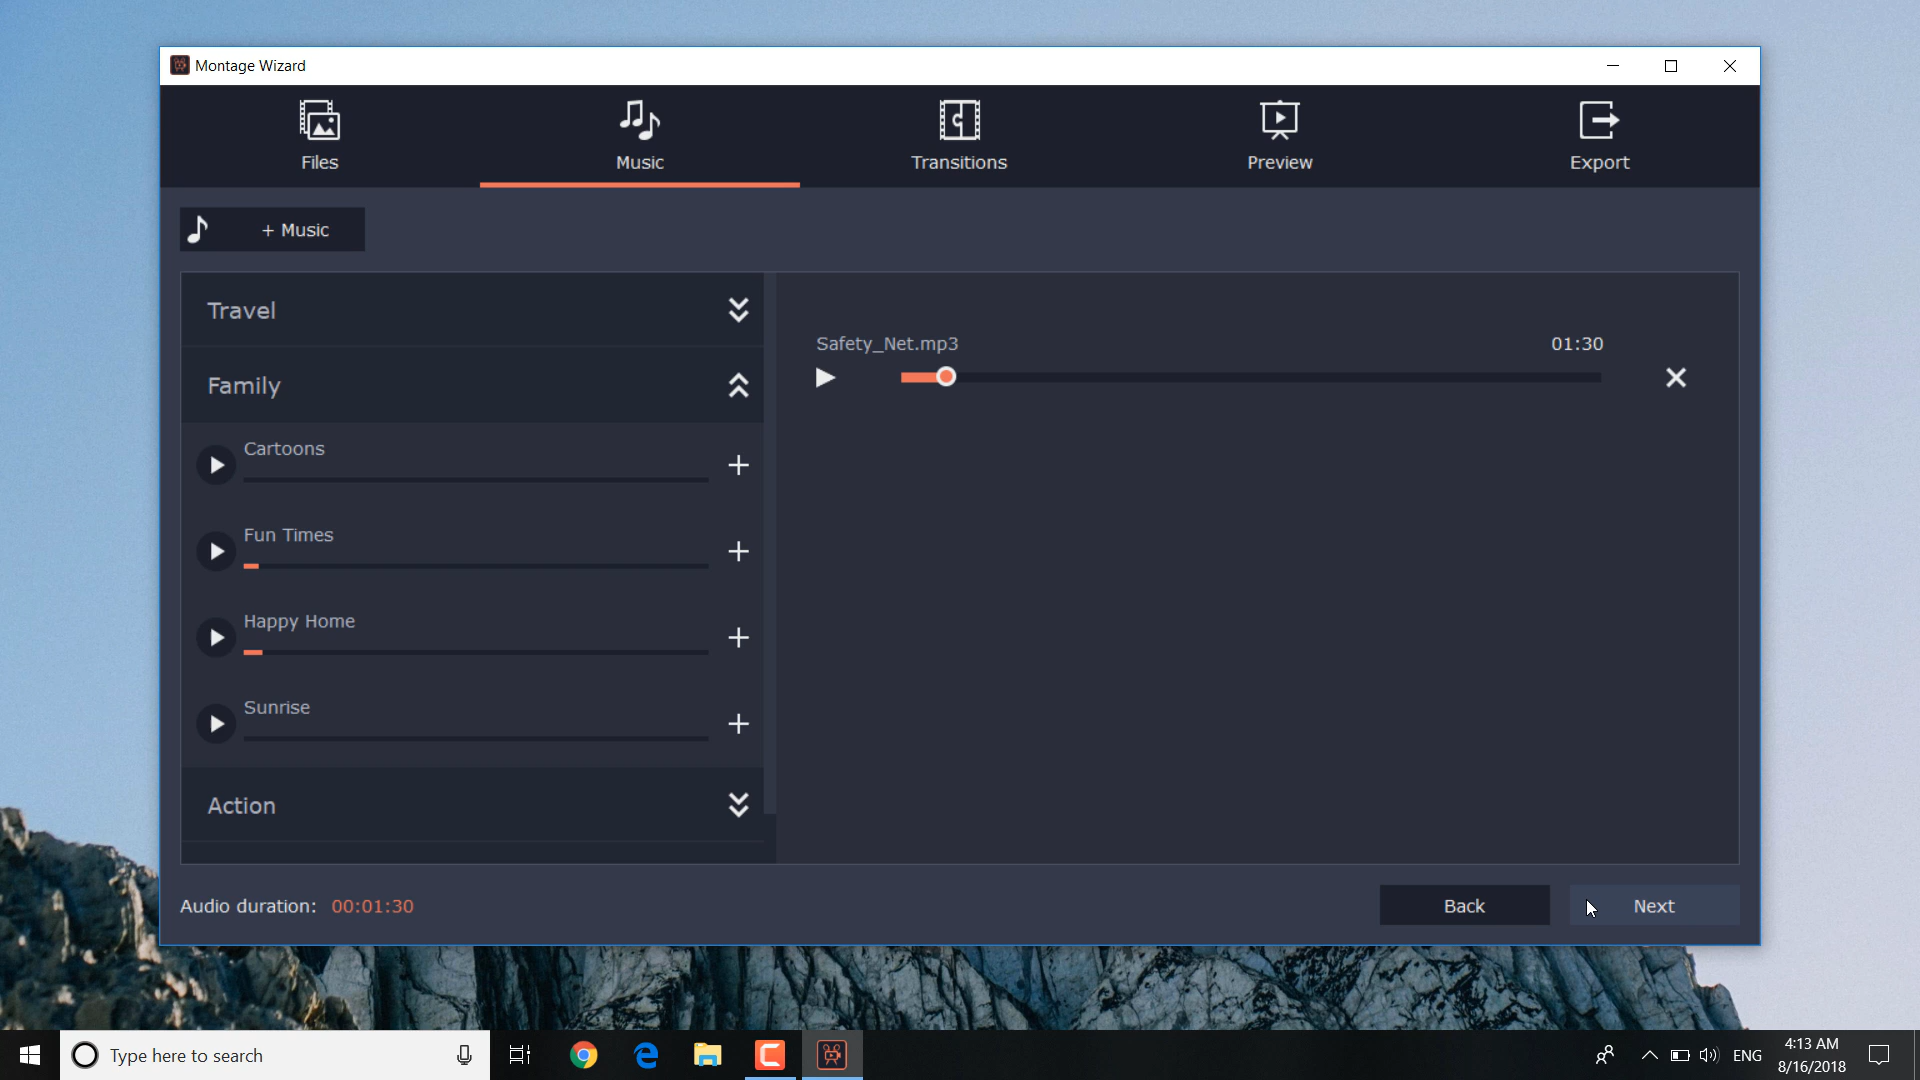 Montage Wizard
Files
Music
Transitions
Preview
Export
+ Music
Travel
Family
Cartoons
Fun Times
Happy Home
Sunrise
Action
Safety_Net.mp3
01:30
Audio duration: 00:01:30
Back
Next
Type here to search
ENG
4:13 AM
8/16/2018